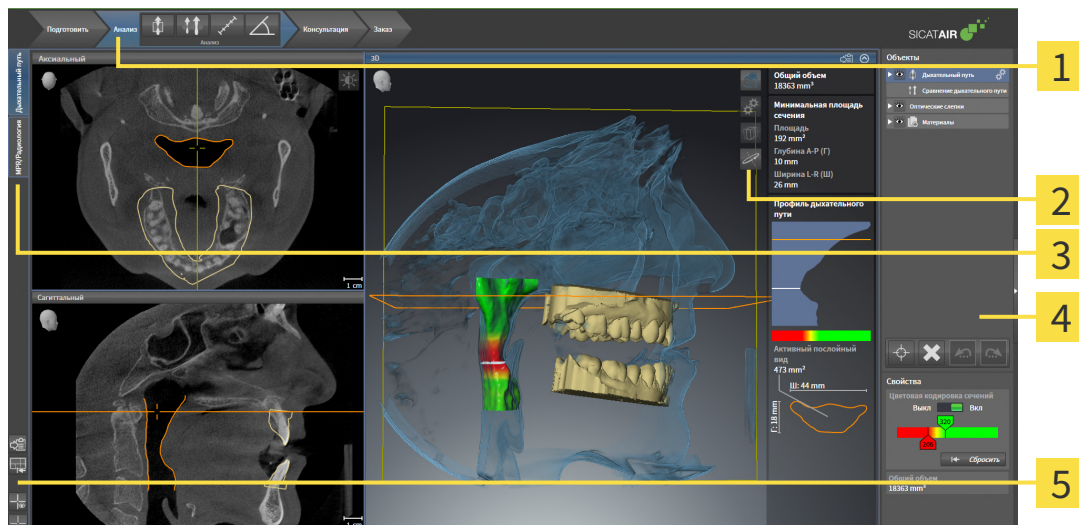 Подготовить
Анализ
Анализ
Консультация
Заказ
SICATAIR
1
Дыхательный путь
MPR/Радиология
Аксиальный
1 cm
Сагиттальный
1 cm
3D
Общий объем
18363 mm³
Минимальная площадь
сечения
Площадь
192 mm²
Глубина A-P (Г)
10 mm
Ширина L-R (Ш)
26 mm
Профиль дыхательного
пути
Активный послойный
вид
473 mm²
Ш: 44 mm
Г: 18 mm
Объекты
Дыхательный путь
Сравнение дыхательного пути
Оптические слепки
Материалы
2
3
4
Свойства
Цветовая кодировка сечений
Выкл
Вкл
320
200
Сбросить
Общий объем
18363 mm³
5